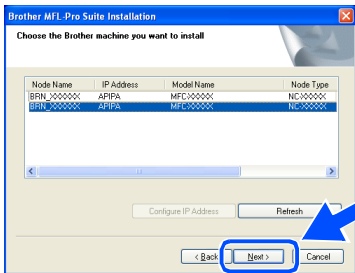 Brother MFL-Pro Suite Installation
Choose the Brother machine you want to install
Node Name IP Address Model Name Node Type
BRN_XXXXXX APIPA MFC-XXXXX NC-XXXXX
BRN_XXXXXX APIPA MFC-XXXXX NC-XXXXX
Configure IP Address Refresh
< Back Next > Cancel